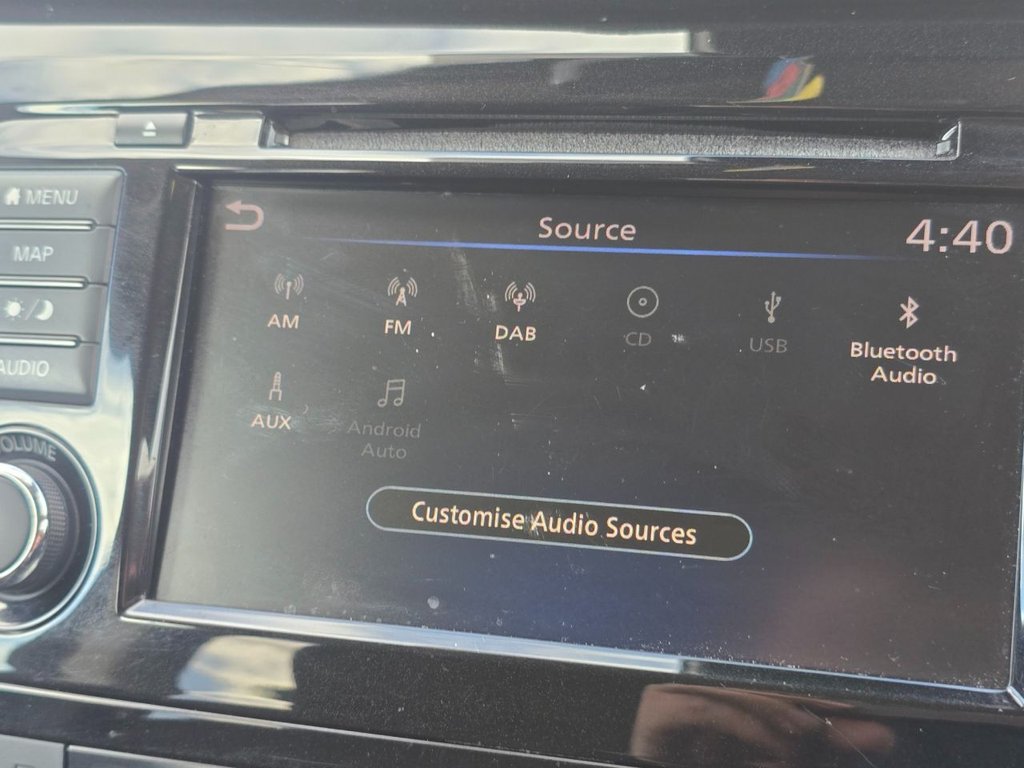 MENU
MAP
AUDIO
VOLUME
Source
4:40
AM
FM
DAB
CD
USB
Bluetooth
Audio
AUX
Android
Auto
Customise Audio Sources